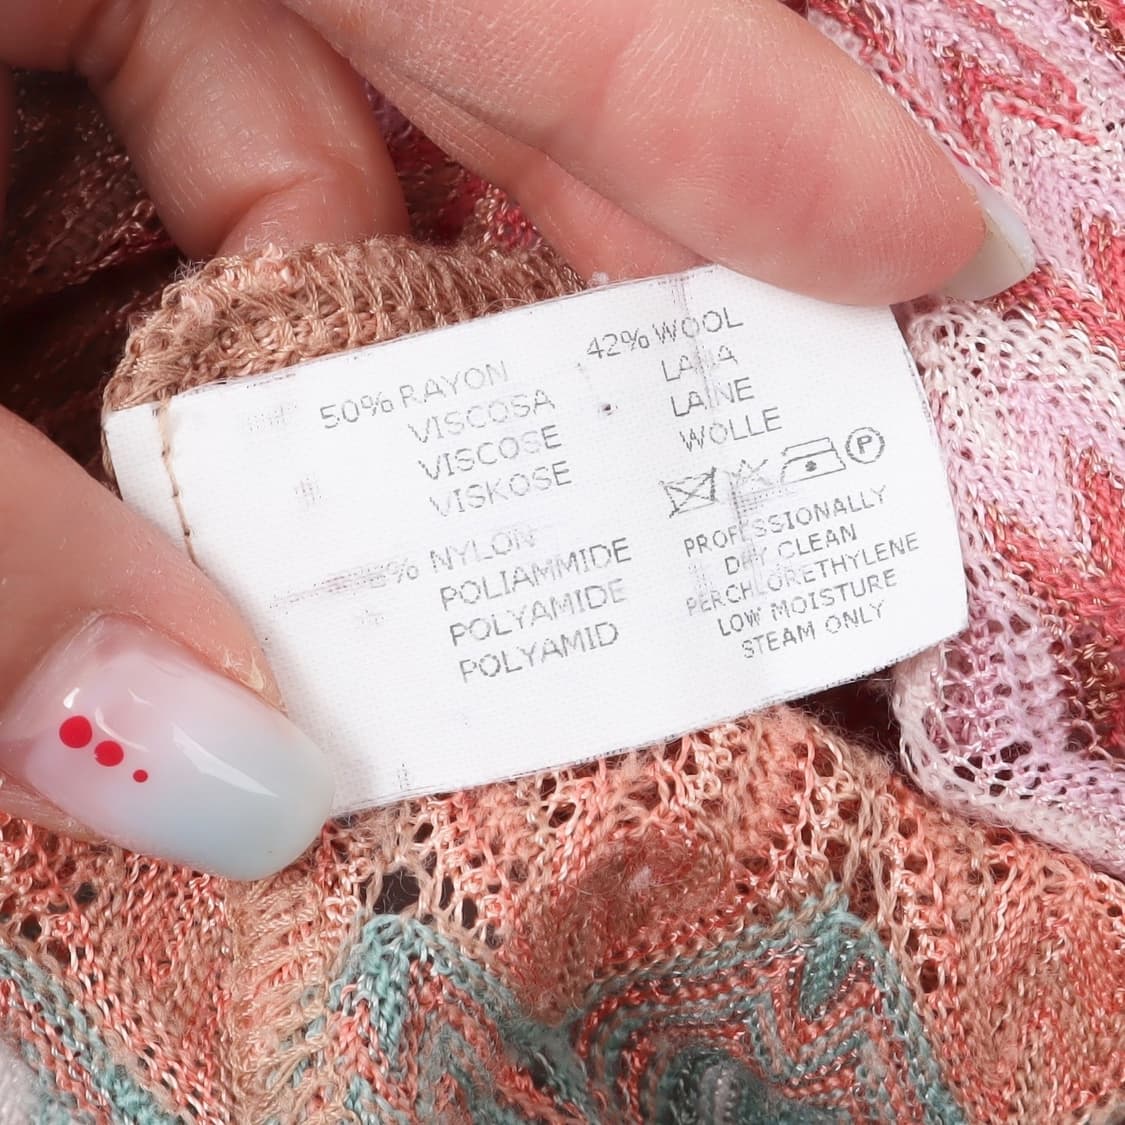 50% RAYON
VISCOSA
VISCOSE
VISKOSE
% NYLON
POLIAMMIDE
POLYAMIDE
POLYAMID
42% WOOL
LANA
LAINE
WOLLE
P
PROFESSIONALLY
DRY CLEAN
PERCHLORETHYLENE
LOW MOISTURE
STEAM ONLY